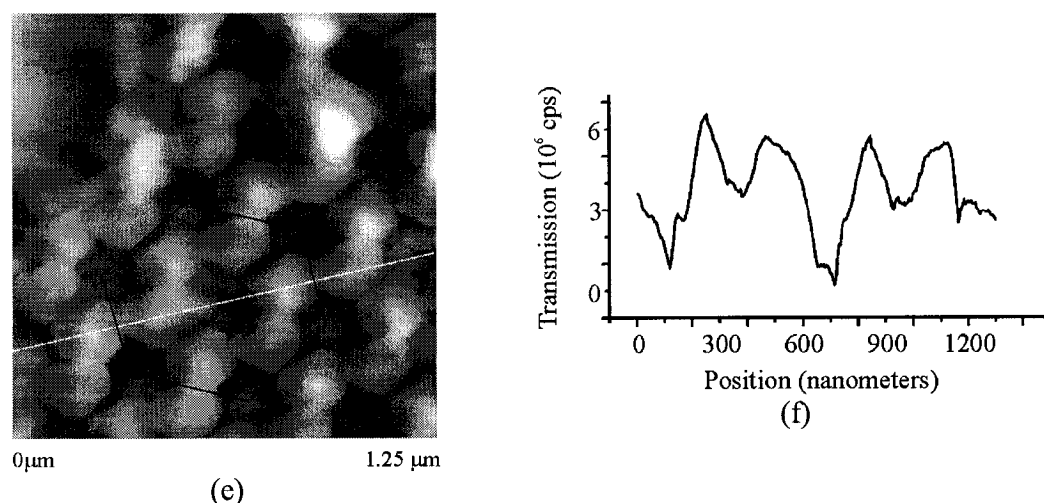 0μm 1.25 μm
(e)
Transmission (10⁶ cps)
6
3
0
0 300 600 900 1200
Position (nanometers)
(f)